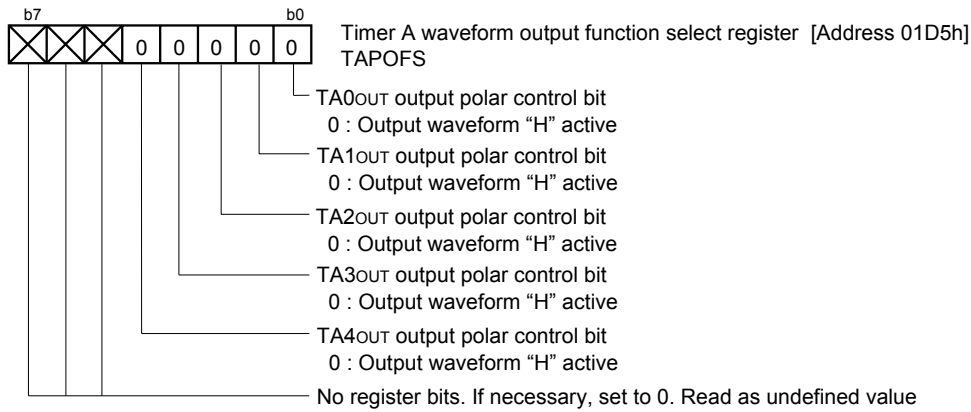 b7 b0
Timer A waveform output function select register [Address 01D5h]
0 0 0 0 0
TAPOFS
TA0OUT output polar control bit
0 : Output waveform “H” active
TA1OUT output polar control bit
0 : Output waveform “H” active
TA2OUT output polar control bit
0 : Output waveform “H” active
TA3OUT output polar control bit
0 : Output waveform “H” active
TA4OUT output polar control bit
0 : Output waveform “H” active
No register bits. If necessary, set to 0. Read as undefined value